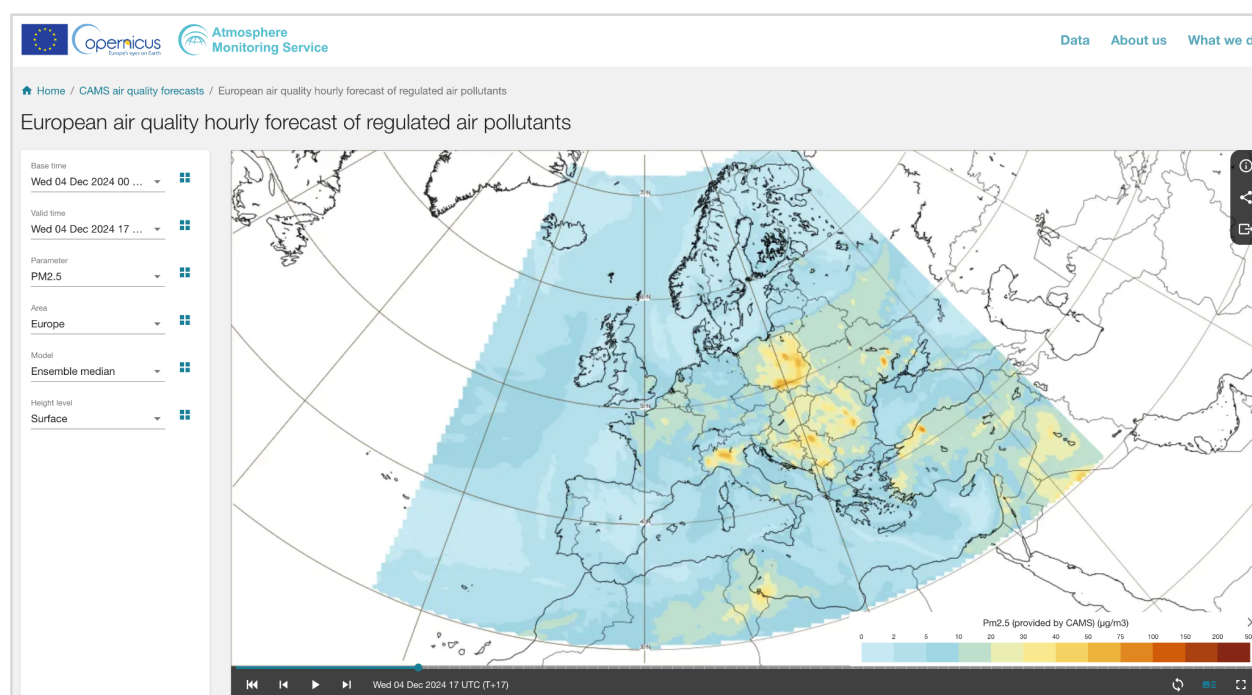 opernicus
Europe's eyes on Earth
Atmosphere
Monitoring Service
Data About us What we d
Home / CAMS air quality forecasts / European air quality hourly forecast of regulated air pollutants
European air quality hourly forecast of regulated air pollutants
Base time
Wed 04 Dec 2024 00 ...
Valid time
Wed 04 Dec 2024 17 ...
Parameter
PM2.5
Area
Europe
Model
Ensemble median
Height level
Surface
Pm2.5 (provided by CAMS) (µg/m3)
0 2 5 10 20 30 40 50 75 100 150 200 50
Wed 04 Dec 2024 17 UTC (T+17)